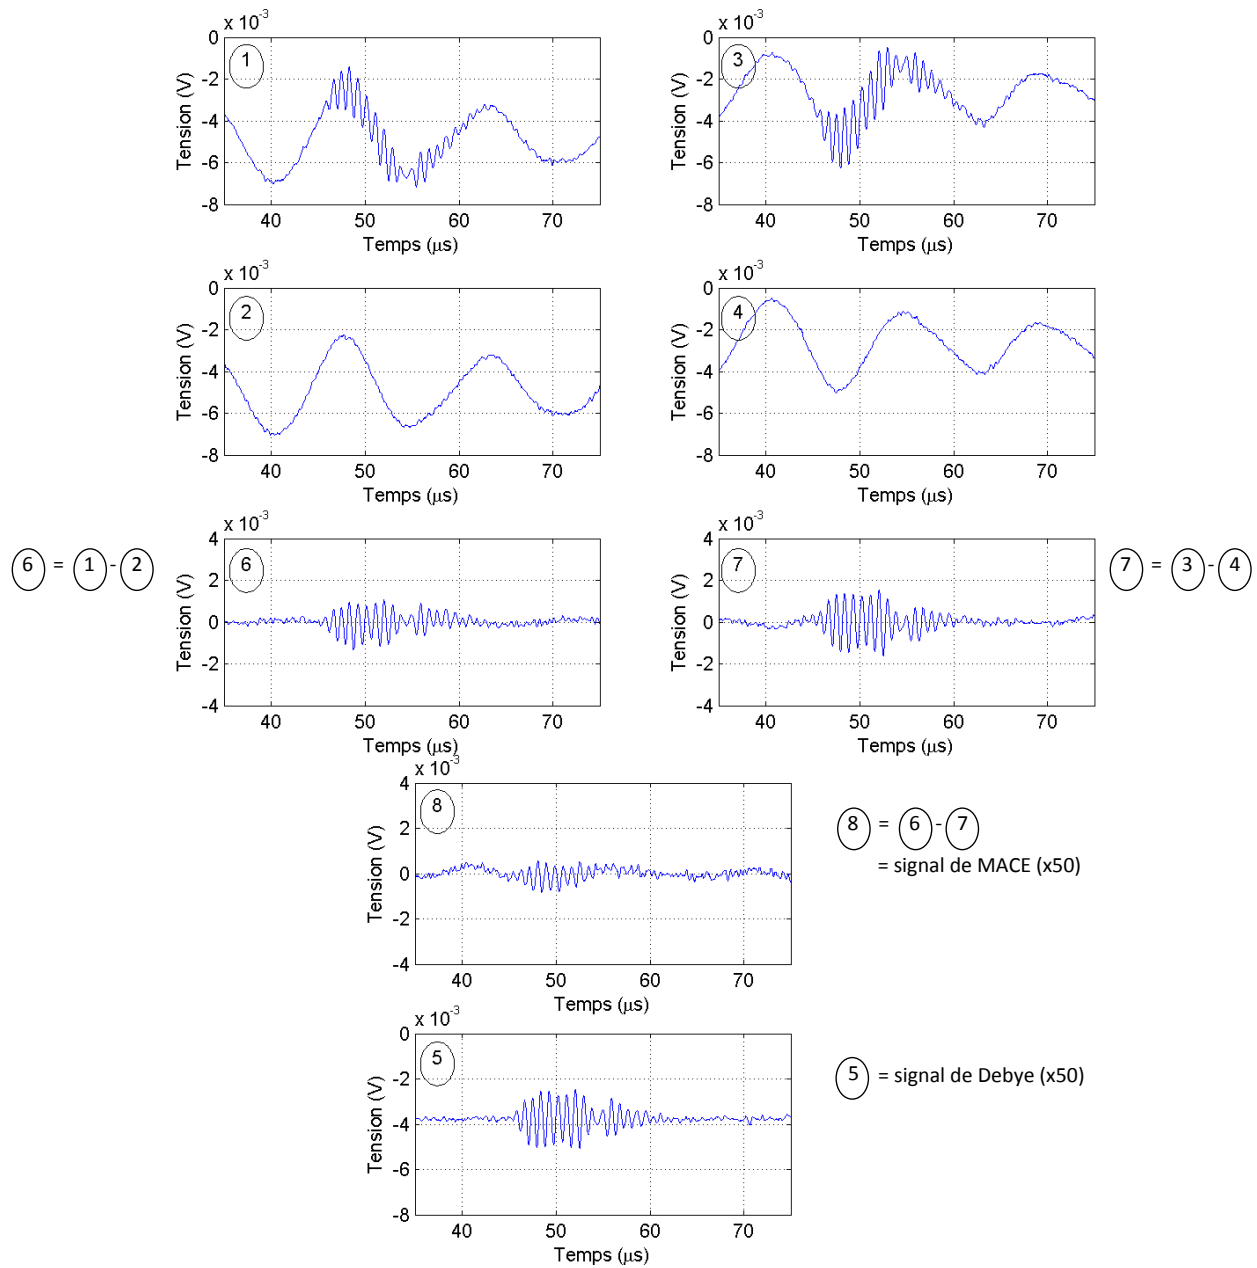 x 10-3
x 10-3
1
3
Tension (V)
0
-2
-4
-6
-8
40 50 60 70
Temps (μs)
Tension (V)
0
-2
-4
-6
-8
40 50 60 70
Temps (μs)
x 10-3
x 10-3
2
4
Tension (V)
0
-2
-4
-6
-8
40 50 60 70
Temps (μs)
Tension (V)
0
-2
-4
-6
-8
40 50 60 70
Temps (μs)
6 = 1 - 2
x 10-3
x 10-3
6
7
7 = 3 - 4
Tension (V)
4
2
0
-2
-4
40 50 60 70
Temps (μs)
Tension (V)
4
2
0
-2
-4
40 50 60 70
Temps (μs)
x 10-3
8
Tension (V)
4
2
0
-2
-4
40 50 60 70
Temps (μs)
8 = 6 - 7
= signal de MACE (x50)
x 10-3
5
Tension (V)
0
-2
-4
-6
-8
40 50 60 70
Temps (μs)
5 = signal de Debye (x50)